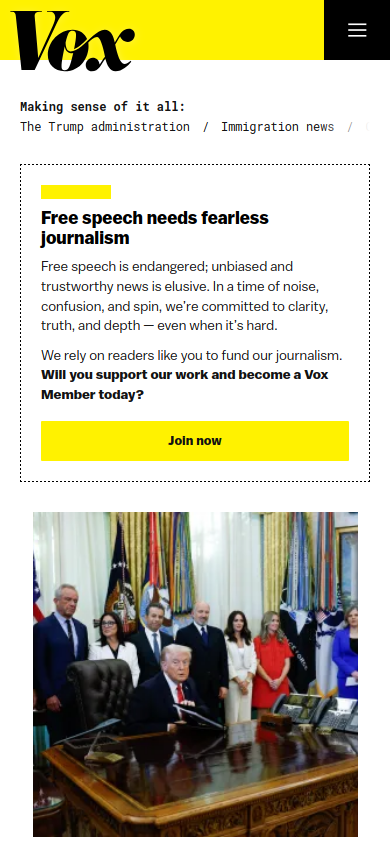 Vox
Making sense of it all:
The Trump administration / Immigration news /
Free speech needs fearless
journalism
Free speech is endangered; unbiased and
trustworthy news is elusive. In a time of noise,
confusion, and spin, we’re committed to clarity,
truth, and depth — even when it’s hard.
We rely on readers like you to fund our journalism.
Will you support our work and become a Vox
Member today?
Join now